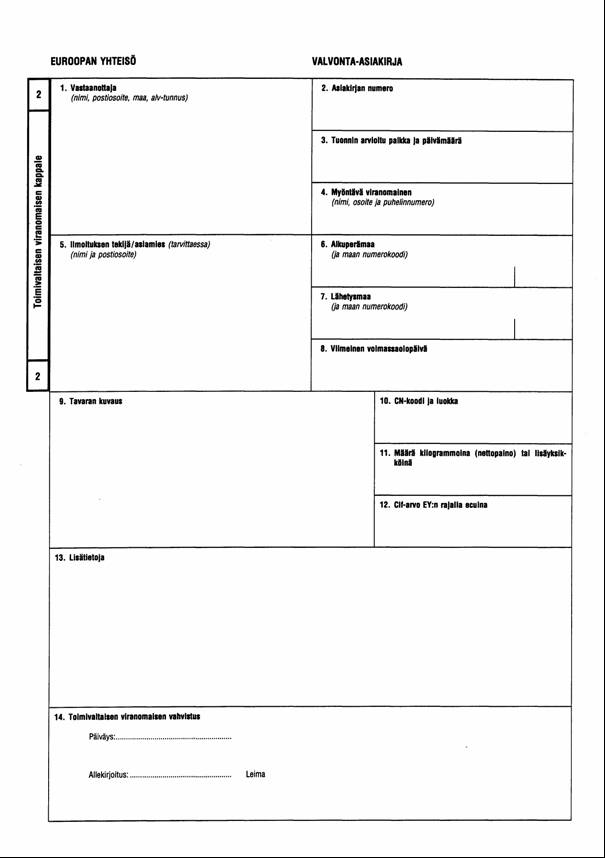 EUROOPAN YHTEISÖ
VALVONTA-ASIAKIRJA
2
Toimivaltaisen viranomaisen kappale
2
1. Vastaanottaja
(nimi, postiosoite, maa, alv-tunnus)
2. Asiakirjan numero
3. Tuonnin arvioitu paikka ja päivämäärä
4. Myöntävä viranomainen
(nimi, osoite ja puhelinnumero)
5. Ilmoituksen tekijä/asiamies (tarvittaessa)
(nimi ja postiosoite)
6. Alkuperämaa
(ja maan numerokoodi)
7. Lähetysmaa
(ja maan numerokoodi)
8. Viimeinen voimassaolopäivä
9. Tavaran kuvaus
10. CN-koodi ja luokka
11. Määrä kilogrammoina (nettopaino) tai lisäyksik-
köinä
12. Cif-arvo EY:n rajalla ecuina
13. Lisätietoja
14. Toimivaltaisen viranomaisen vahvistus
Päiväys:......................................................
Allekirjoitus: ................................................ Leima